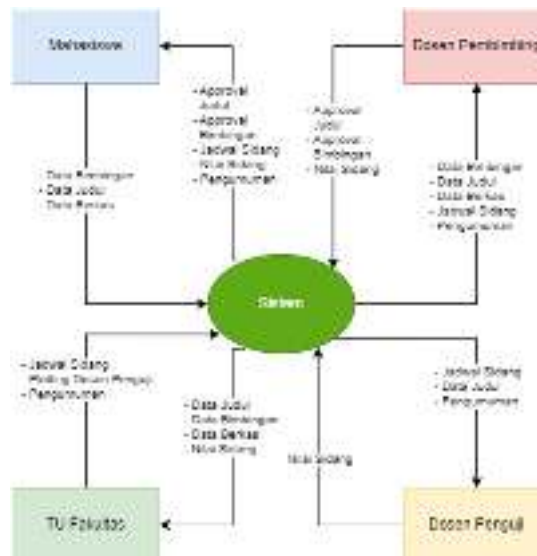 Mahasiswa
Dosen Pembimbing
- Approval
Judul
- Approval
Bimbingan
- Jadwal Sidang
Nilai Sidang
- Pengumuman
- Approval
Judul
- Approval
Bimbingan
- Nilai Sidang
- Data Bimbingan
- Data Judul
Data Berkas
- Data Bimbingan
- Data Judul
- Data Berkas
- Jadwal Sidang
- Pengumuman
Sistem
- Jadwal Sidang
- Ploting Dosen Penguji
- Pengumuman
- Data Judul
Data Bimbingan
- Data Berkas
- Nilai Sidang
Nilai Sidang
- Jadwal Sidang
- Data Judul
- Pengumuman
TU Fakultas
Dosen Penguji